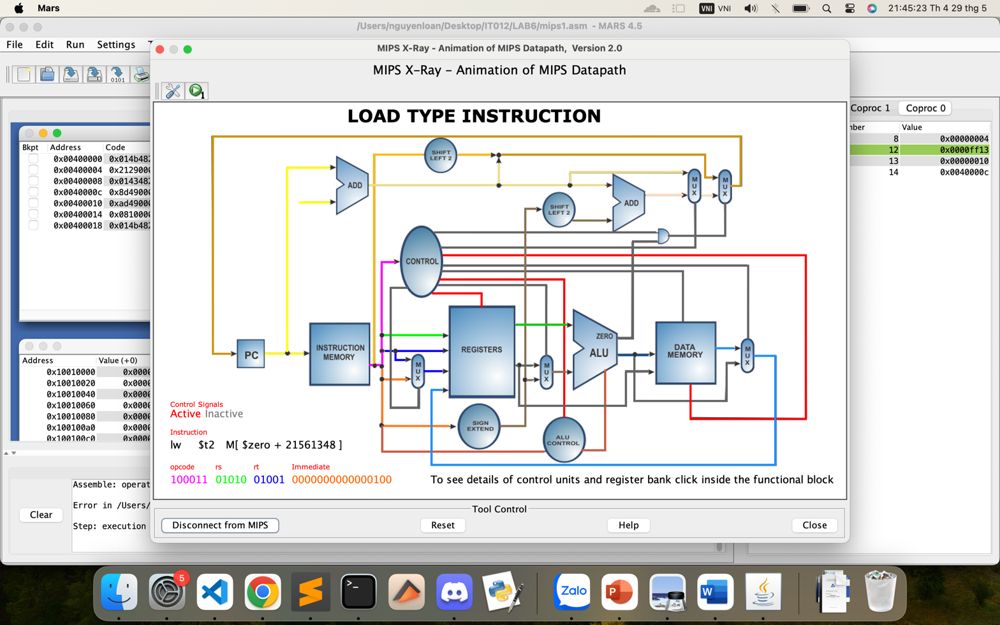 Mars
VNI VNI
21:45:23 Th 4 29 thg 5
/Users/nguyenloan/Desktop/IT012/LAB6/mips1.asm - MARS 4.5
File Edit Run Settings
MIPS X-Ray - Animation of MIPS Datapath, Version 2.0
MIPS X-Ray – Animation of MIPS Datapath
0101
1
LOAD TYPE INSTRUCTION
Coproc 1 Coproc 0
Value
8 0x00000004
12 0x0000ff13
13 0x00000010
14 0x0040000c
Bkpt Address Code
0x00400000 0x014b482
0x00400004 0x2129000
0x00400008 0x0143482
0x0040000c 0x8d49000
0x00400010 0xad49000
0x00400014 0x0810000
0x00400018 0x014b482
Address Value (+0)
0x10010000 0x0000
0x10010020 0x0000
0x10010040 0x0000
0x10010060 0x0000
0x10010080 0x0000
0x100100a0 0x0000
0x100100c0 0x0000
SHIFT LEFT 2
ADD
MUX
MUX
SHIFT LEFT 2
ADD
CONTROL
PC
INSTRUCTION MEMORY
MUX
REGISTERS
MUX
ZERO
ALU
DATA MEMORY
MUX
SIGN EXTEND
ALU CONTROL
Control Signals
Active Inactive
Instruction
lw $t2 M[ $zero + 21561348 ]
opcode rs rt Immediate
100011 01010 01001 0000000000000100
To see details of control units and register bank click inside the functional block
Tool Control
Disconnect from MIPS Reset Help Close
Clear
Assemble: operat
Error in /Users/
Step: execution
5
>_
Zalo
P
W